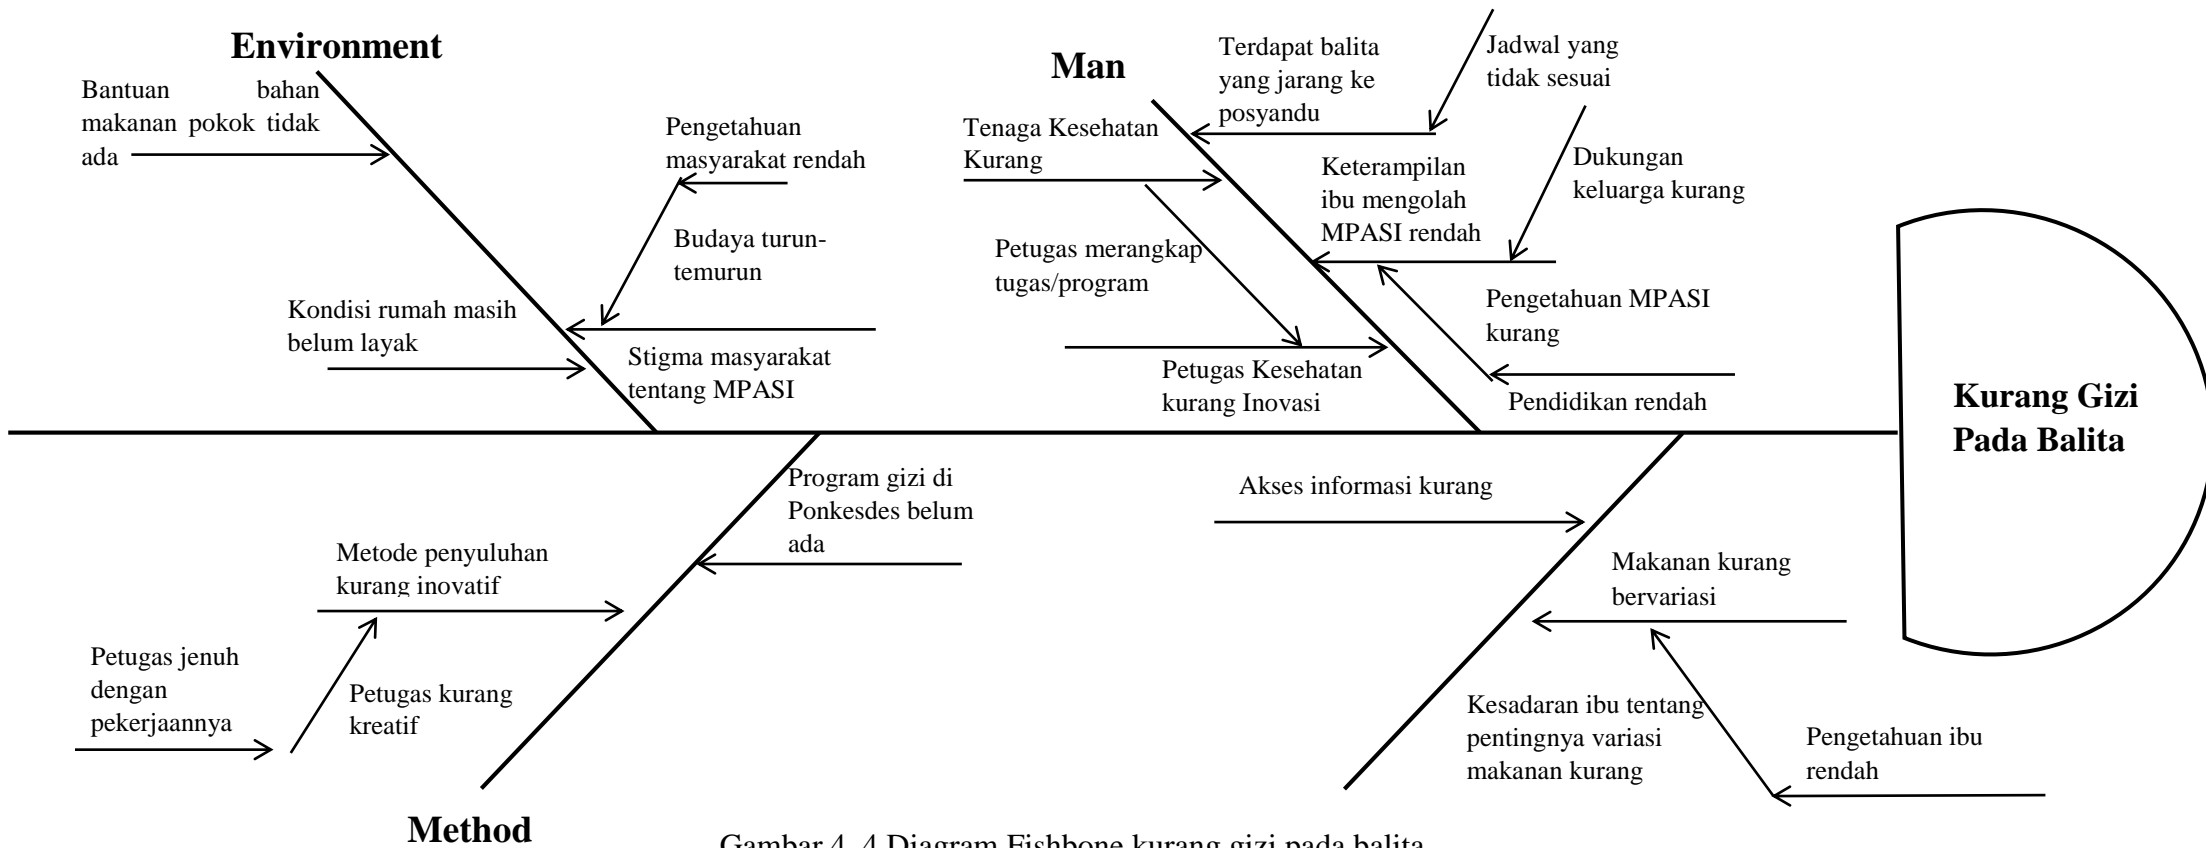 Environment
Bantuan bahan
makanan pokok tidak
ada
Pengetahuan
masyarakat rendah
Budaya turun-
temurun
Kondisi rumah masih
belum layak
Stigma masyarakat
tentang MPASI
Man
Terdapat balita
yang jarang ke
posyandu
Jadwal yang
tidak sesuai
Tenaga Kesehatan
Kurang
Keterampilan
ibu mengolah
MPASI rendah
Dukungan
keluarga kurang
Petugas merangkap
tugas/program
Pengetahuan MPASI
kurang
Petugas Kesehatan
kurang Inovasi
Pendidikan rendah
Kurang Gizi
Pada Balita
Program gizi di
Ponkesdes belum
ada
Metode penyuluhan
kurang inovatif
Petugas jenuh
dengan
pekerjaannya
Petugas kurang
kreatif
Method
Akses informasi kurang
Makanan kurang
bervariasi
Kesadaran ibu tentang
pentingnya variasi
makanan kurang
Pengetahuan ibu
rendah
Gambar 4. 4 Diagram Fishbone kurang gizi pada balita